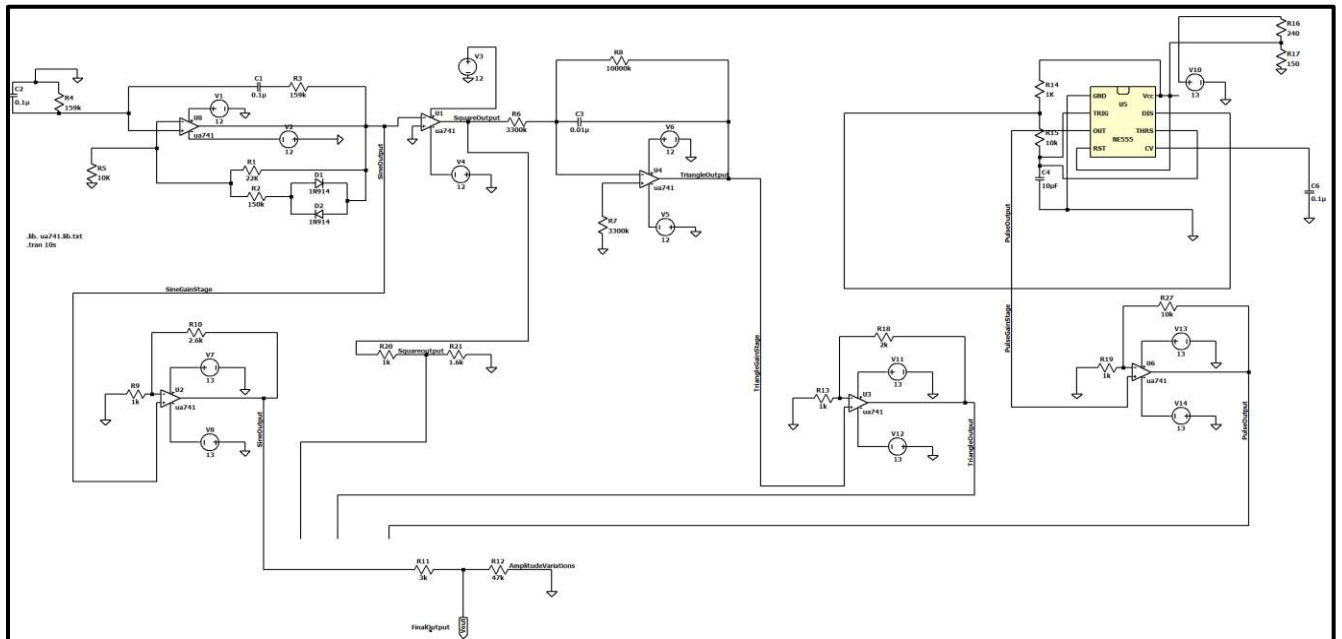 C2
0.1µ
R4
159k
C1
0.1µ
R3
159k
V1
12
U8
ua741
V2
12
R5
10K
R1
22K
R2
150k
D1
1N914
D2
1N914
.lib. ua741.lib.txt
.tran 10s
SineOutput
V3
12
U1
ua741
SquareOutput
V4
12
R6
3300k
R8
10000k
C3
0.01µ
V6
12
U4
ua741
TriangleOutput
R7
3300k
V5
12
R16
240
R17
150
V10
13
R14
1K
R15
10k
C4
10µF
GND
TRIG
OUT
RST
Vcc
DIS
THRS
CV
U5
NE555
C6
0.1µ
PulseOutput
SineGainStage
R10
2.6k
V7
13
R9
1k
U2
ua741
V8
13
SineOutput
R20
1k
Squareoutput
R21
1.6k
TriangleGainStage
R18
2k
V11
13
R13
1k
U3
ua741
V12
13
TriangleOutput
PulseGainStage
R27
10k
V13
13
R19
1k
U6
ua741
V14
13
PulseOutput
R11
3k
R12
47k
AmplitudeVariations
FinalOutput
Vout